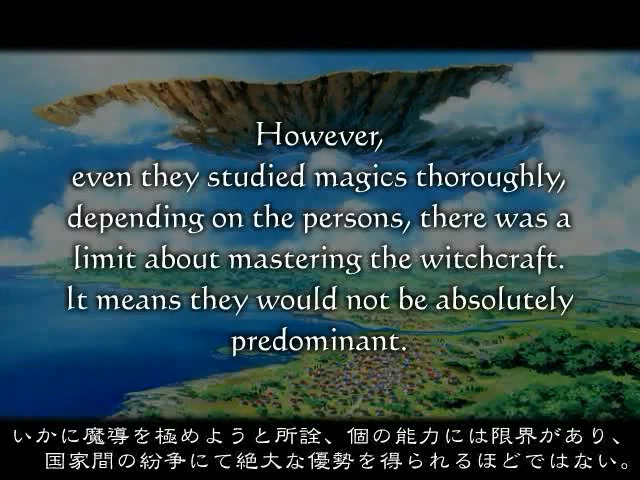 However,
even they studied magics thoroughly,
depending on the persons, there was a
limit about mastering the witchcraft.
It means they would not be absolutely
predominant.
いかに魔導を極めようと所詮、個の能力には限界があり、
国家間の紛争にて絶大な優勢を得られるほどではない。